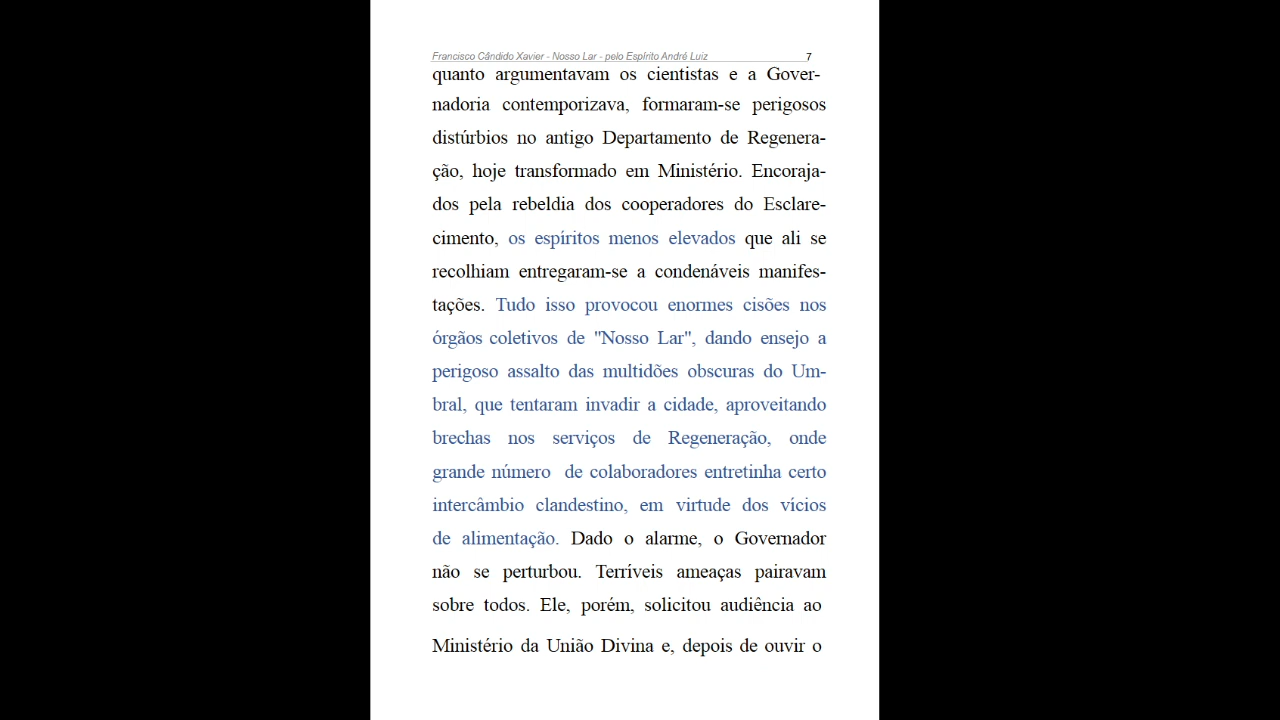 Francisco Cândido Xavier - Nosso Lar - pelo Espírito André Luiz 7
quanto argumentavam os cientistas e a Gover-
nadoria contemporizava, formaram-se perigosos
distúrbios no antigo Departamento de Regenera-
ção, hoje transformado em Ministério. Encoraja-
dos pela rebeldia dos cooperadores do Esclare-
cimento, os espíritos menos elevados que ali se
recolhiam entregaram-se a condenáveis manifes-
tações. Tudo isso provocou enormes cisões nos
órgãos coletivos de "Nosso Lar", dando ensejo a
perigoso assalto das multidões obscuras do Um-
bral, que tentaram invadir a cidade, aproveitando
brechas nos serviços de Regeneração, onde
grande número de colaboradores entretinha certo
intercâmbio clandestino, em virtude dos vícios
de alimentação. Dado o alarme, o Governador
não se perturbou. Terríveis ameaças pairavam
sobre todos. Ele, porém, solicitou audiência ao
Ministério da União Divina e, depois de ouvir o